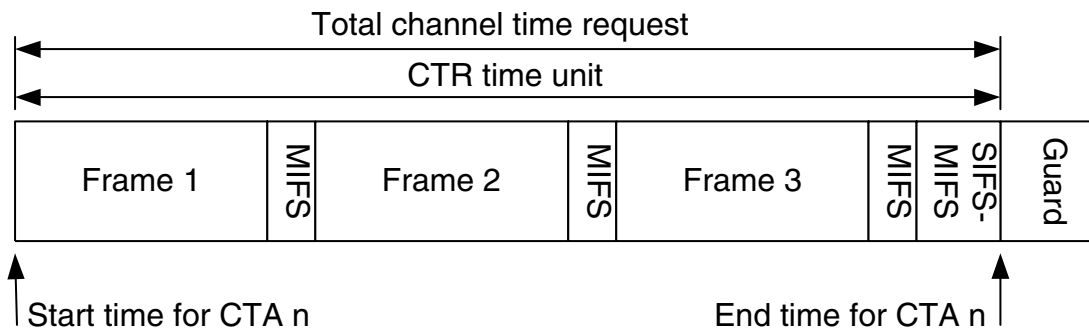 Total channel time request
CTR time unit
Frame 1
MIFS
Frame 2
MIFS
Frame 3
MIFS
SIFS-
MIFS
Guard
Start time for CTA n
End time for CTA n